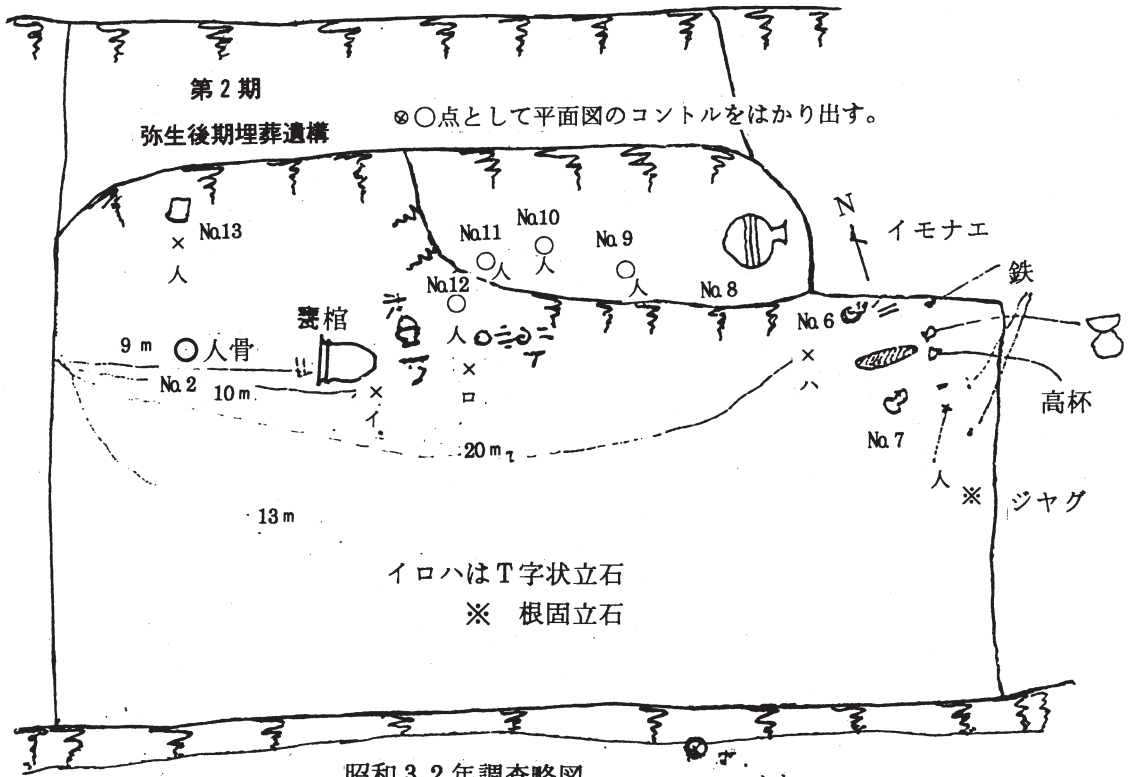 第2期
弥生後期埋葬遺構
⊗○点として平面図のコントルをはかり出す。
No.13
人
No.11
人
No.10
人
No.9
人
No.8
No.12
人
N
イモナエ
鉄
No.6
甕棺
9m
人骨
No.2
10m
イ
ロ
ハ
高杯
No.7
20m
人
※ ジヤグ
13m
イロハはT字状立石
※ 根固立石
昭和32年調査略図